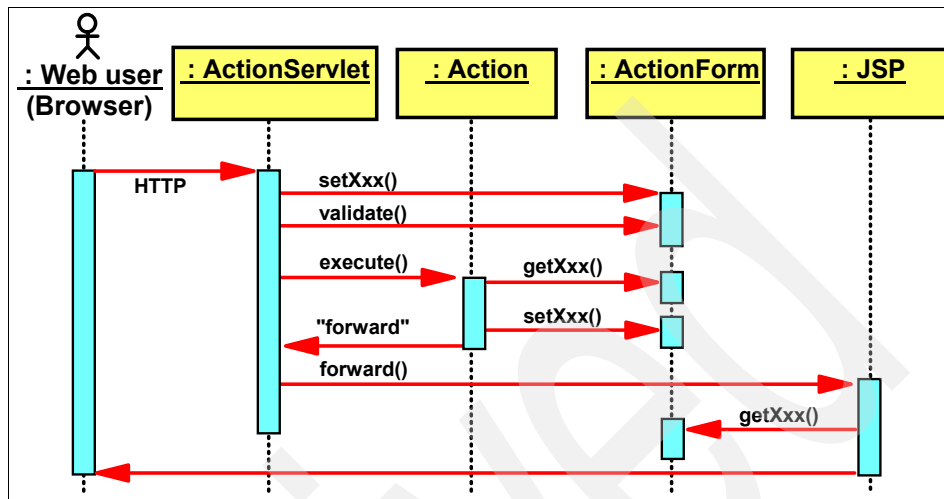 : Web user
(Browser)
: ActionServlet
: Action
: ActionForm
: JSP
HTTP
setXxx()
validate()
execute()
getXxx()
setXxx()
"forward"
forward()
getXxx()